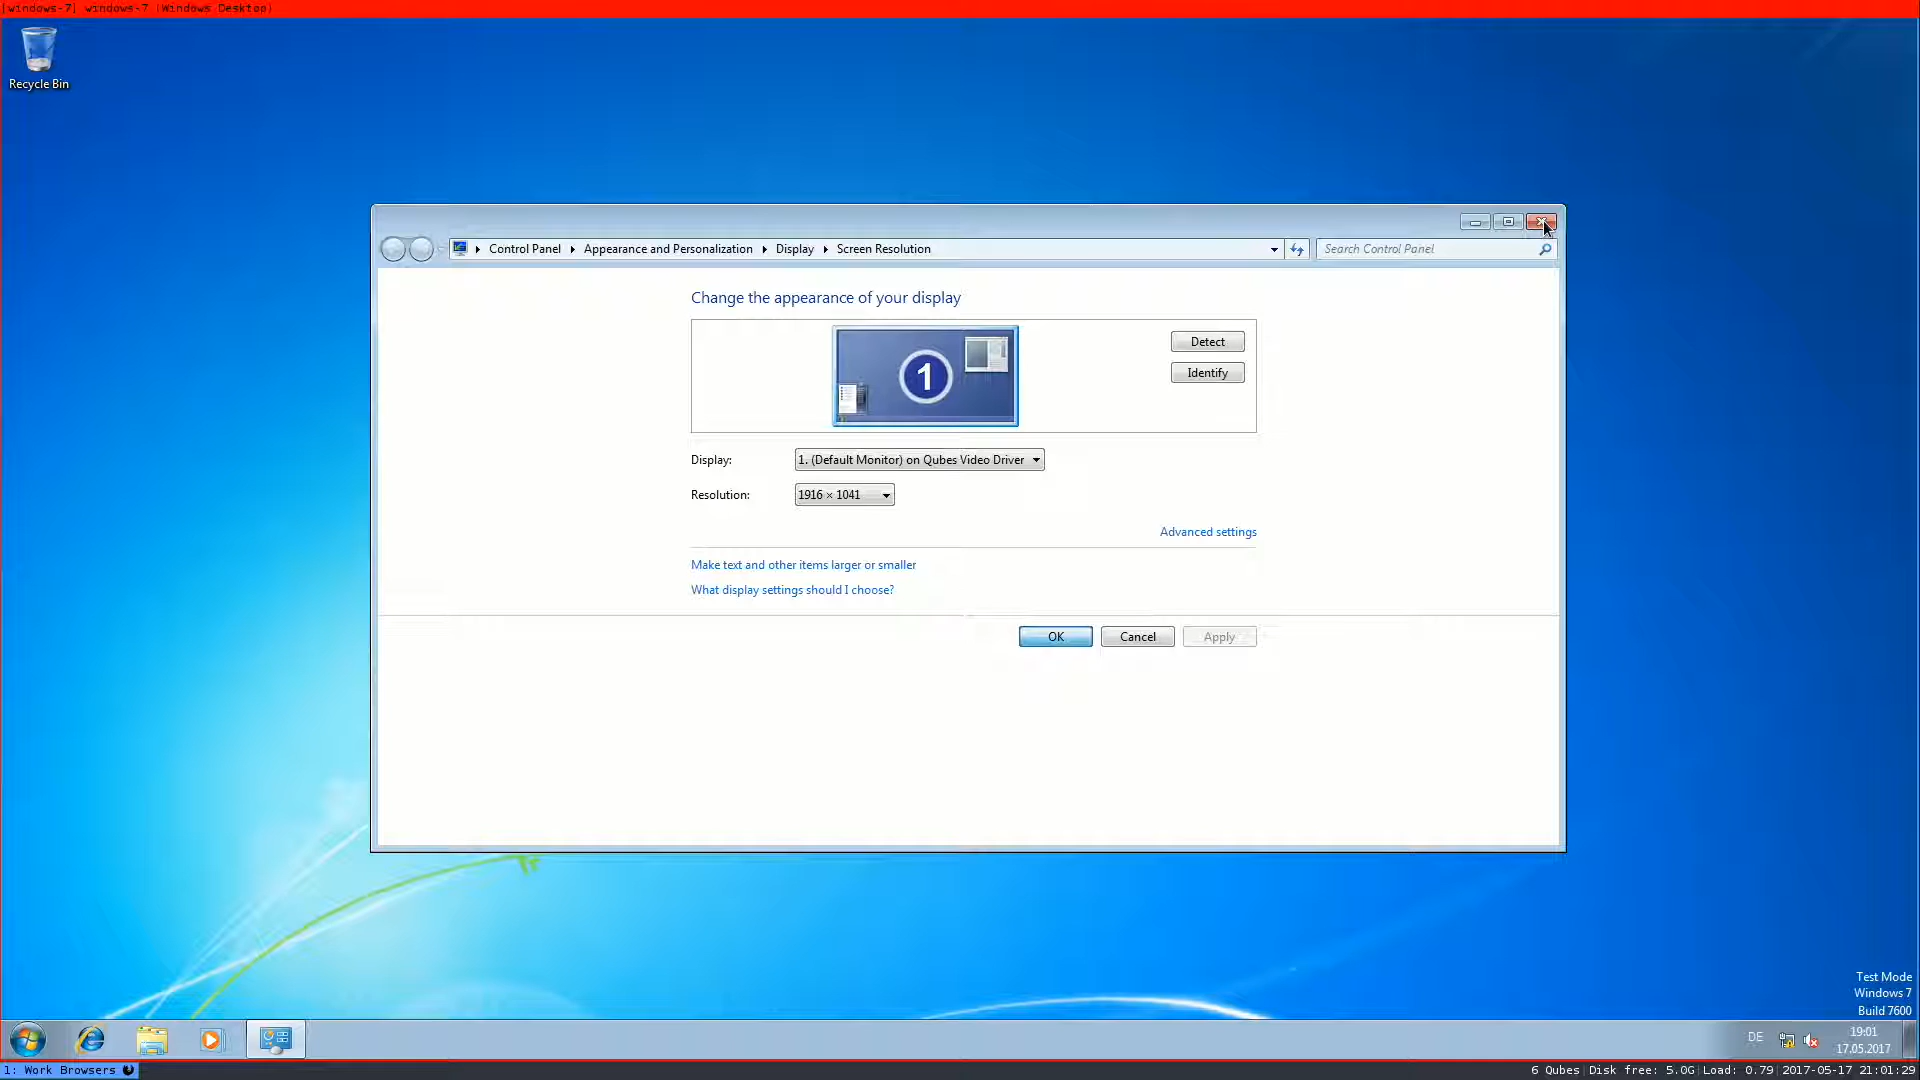 [windows-7] windows-7 (Windows Desktop)
Recycle Bin
Control Panel Appearance and Personalization Display Screen Resolution
Search Control Panel
Change the appearance of your display
1
Detect
Identify
Display: 1. (Default Monitor) on Qubes Video Driver
Resolution: 1916 × 1041
Advanced settings
Make text and other items larger or smaller
What display settings should I choose?
OK Cancel Apply
Test Mode
Windows 7
Build 7600
DE
19:01
17.05.2017
1: Work Browsers
6 Qubes Disk free: 5.0G Load: 0.79 2017-05-17 21:01:29